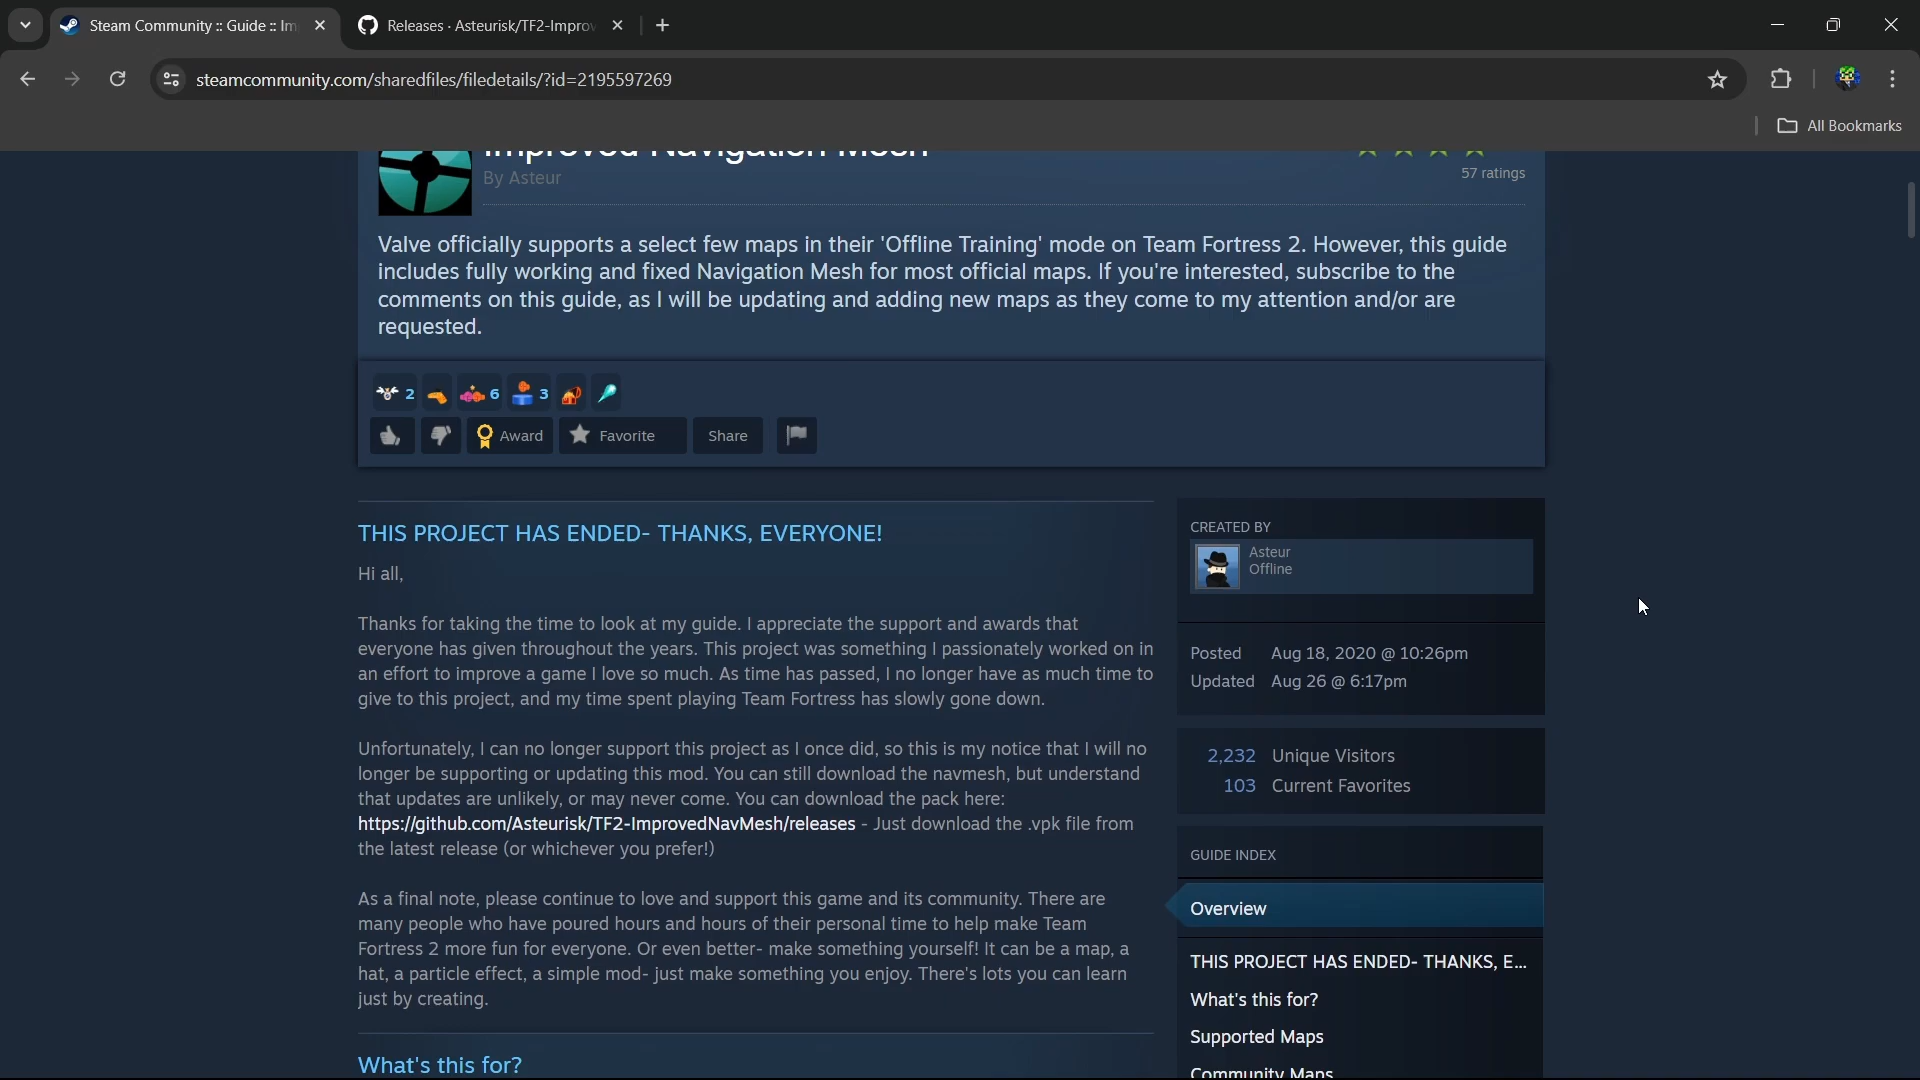 Steam Community :: Guide :: Im
Releases · Asteurisk/TF2-Improv
steamcommunity.com/sharedfiles/filedetails/?id=2195597269
All Bookmarks
Improved Navigation Mesh
By Asteur
57 ratings
Valve officially supports a select few maps in their 'Offline Training' mode on Team Fortress 2. However, this guide
includes fully working and fixed Navigation Mesh for most official maps. If you're interested, subscribe to the
comments on this guide, as I will be updating and adding new maps as they come to my attention and/or are
requested.
2
6
3
Award
Favorite
Share
THIS PROJECT HAS ENDED- THANKS, EVERYONE!
Hi all,
Thanks for taking the time to look at my guide. I appreciate the support and awards that
everyone has given throughout the years. This project was something I passionately worked on in
an effort to improve a game I love so much. As time has passed, I no longer have as much time to
give to this project, and my time spent playing Team Fortress has slowly gone down.
Unfortunately, I can no longer support this project as I once did, so this is my notice that I will no
longer be supporting or updating this mod. You can still download the navmesh, but understand
that updates are unlikely, or may never come. You can download the pack here:
https://github.com/Asteurisk/TF2-ImprovedNavMesh/releases - Just download the .vpk file from
the latest release (or whichever you prefer!)
As a final note, please continue to love and support this game and its community. There are
many people who have poured hours and hours of their personal time to help make Team
Fortress 2 more fun for everyone. Or even better- make something yourself! It can be a map, a
hat, a particle effect, a simple mod- just make something you enjoy. There's lots you can learn
just by creating.
What's this for?
CREATED BY
Asteur
Offline
Posted Aug 18, 2020 @ 10:26pm
Updated Aug 26 @ 6:17pm
2,232 Unique Visitors
103 Current Favorites
GUIDE INDEX
Overview
THIS PROJECT HAS ENDED- THANKS, E...
What's this for?
Supported Maps
Community Maps